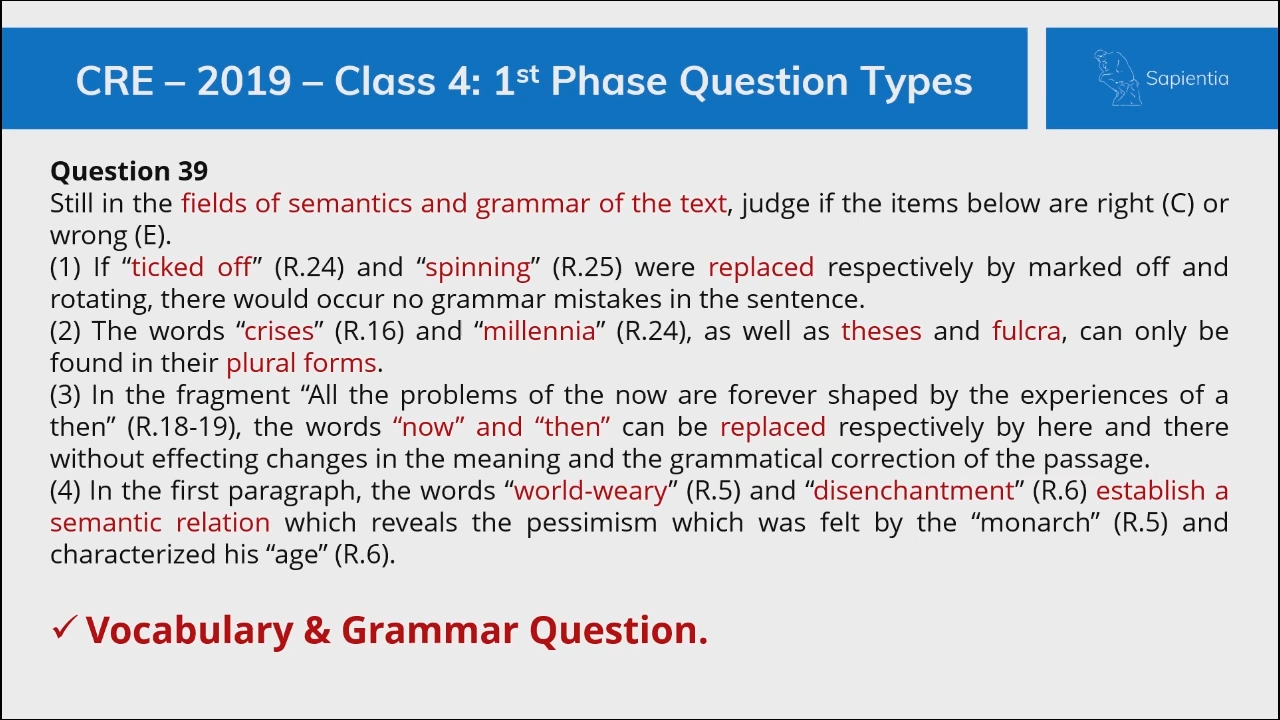 CRE – 2019 – Class 4: 1st Phase Question Types
Sapientia
Question 39
Still in the fields of semantics and grammar of the text, judge if the items below are right (C) or
wrong (E).
(1) If “ticked off” (R.24) and “spinning” (R.25) were replaced respectively by marked off and
rotating, there would occur no grammar mistakes in the sentence.
(2) The words “crises” (R.16) and “millennia” (R.24), as well as theses and fulcra, can only be
found in their plural forms.
(3) In the fragment “All the problems of the now are forever shaped by the experiences of a
then” (R.18-19), the words “now” and “then” can be replaced respectively by here and there
without effecting changes in the meaning and the grammatical correction of the passage.
(4) In the first paragraph, the words “world-weary” (R.5) and “disenchantment” (R.6) establish a
semantic relation which reveals the pessimism which was felt by the “monarch” (R.5) and
characterized his “age” (R.6).
✓ Vocabulary & Grammar Question.